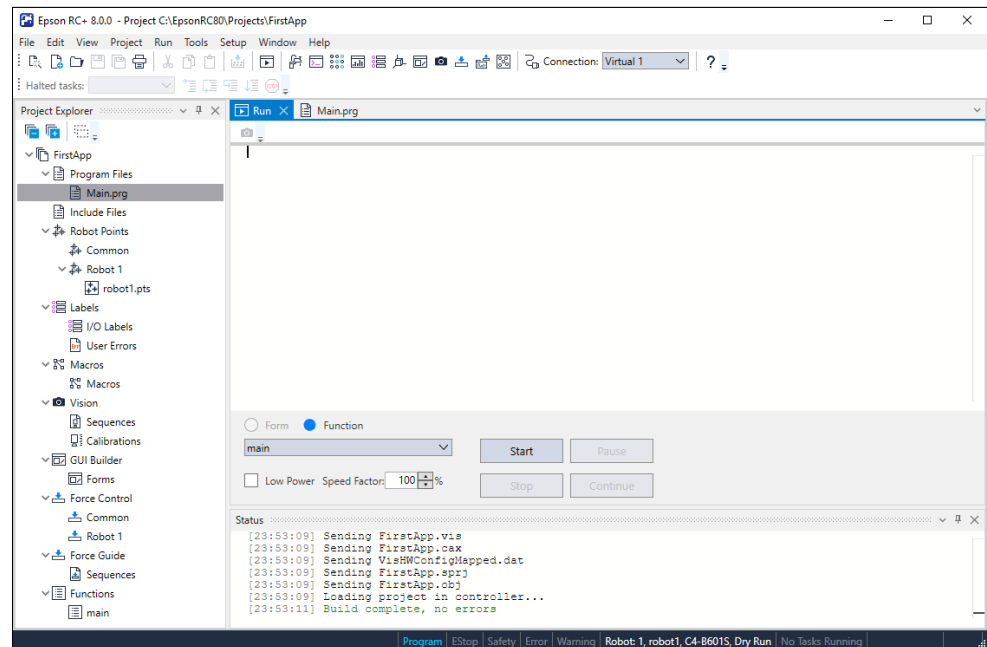 Epson RC+ 8.0.0 - Project C:\EpsonRC80\Projects\FirstApp
File Edit View Project Run Tools Setup Window Help
Connection: Virtual 1
Halted tasks:
Project Explorer
Run Main.prg
FirstApp
Program Files
Main.prg
Include Files
Robot Points
Common
Robot 1
robot1.pts
Labels
I/O Labels
User Errors
Macros
Macros
Vision
Sequences
Calibrations
GUI Builder
Forms
Force Control
Common
Robot 1
Force Guide
Sequences
Functions
main
Form Function
main
Start Pause
Low Power Speed Factor: 100 %
Stop Continue
Status
[23:53:09] Sending FirstApp.vis
[23:53:09] Sending FirstApp.cax
[23:53:09] Sending VisHWConfigMapped.dat
[23:53:09] Sending FirstApp.sprj
[23:53:09] Sending FirstApp.obj
[23:53:09] Loading project in controller...
[23:53:11] Build complete, no errors
Program EStop Safety Error Warning Robot: 1, robot1, C4-B601S, Dry Run No Tasks Running